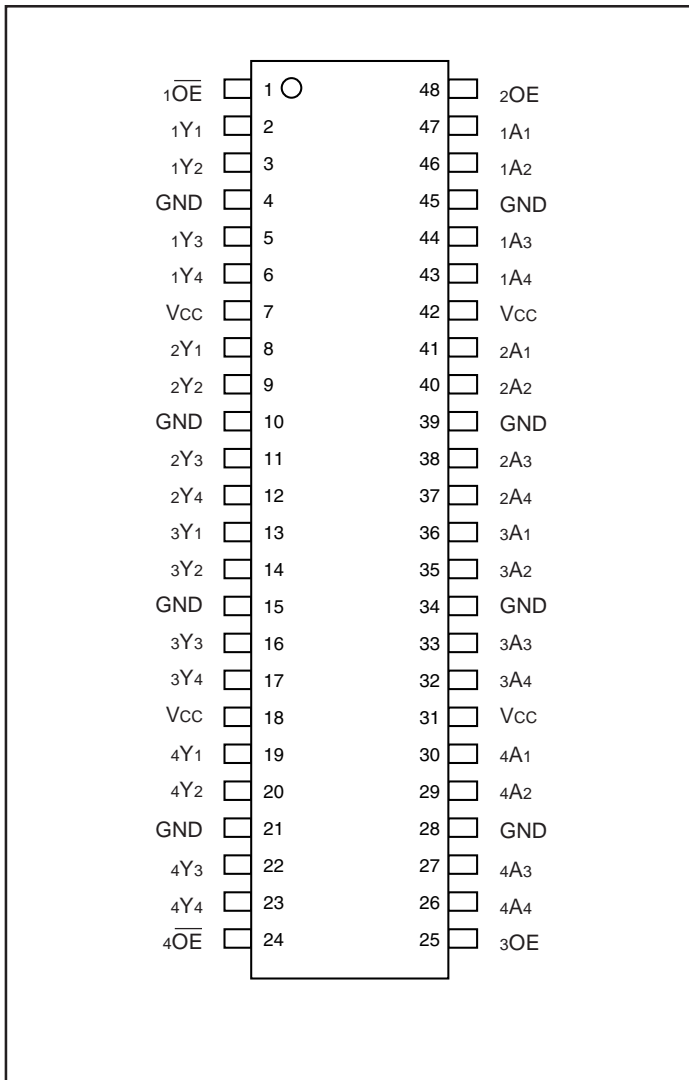 1OE 1 48 2OE
1Y1 2 47 1A1
1Y2 3 46 1A2
GND 4 45 GND
1Y3 5 44 1A3
1Y4 6 43 1A4
VCC 7 42 VCC
2Y1 8 41 2A1
2Y2 9 40 2A2
GND 10 39 GND
2Y3 11 38 2A3
2Y4 12 37 2A4
3Y1 13 36 3A1
3Y2 14 35 3A2
GND 15 34 GND
3Y3 16 33 3A3
3Y4 17 32 3A4
VCC 18 31 VCC
4Y1 19 30 4A1
4Y2 20 29 4A2
GND 21 28 GND
4Y3 22 27 4A3
4Y4 23 26 4A4
4OE 24 25 3OE